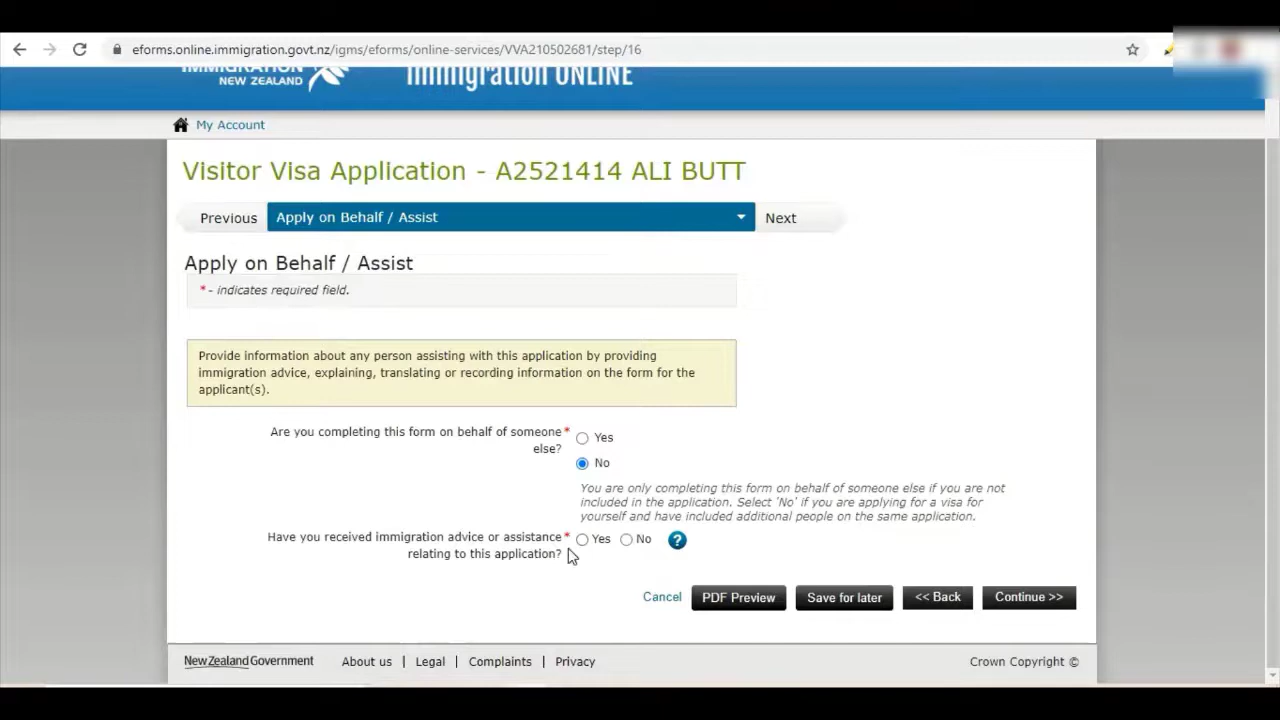 eforms.online.immigration.govt.nz/igms/eforms/online-services/VVA210502681/step/16
IMMIGRATION
NEW ZEALAND
Immigration ONLINE
My Account
Visitor Visa Application - A2521414 ALI BUTT
Previous
Apply on Behalf / Assist
Next
Apply on Behalf / Assist
* - indicates required field.
Provide information about any person assisting with this application by providing
immigration advice, explaining, translating or recording information on the form for the
applicant(s).
Are you completing this form on behalf of someone * Yes
else?
No
You are only completing this form on behalf of someone else if you are not
included in the application. Select 'No' if you are applying for a visa for
yourself and have included additional people on the same application.
Have you received immigration advice or assistance * Yes No ?
relating to this application?
Cancel PDF Preview Save for later << Back Continue >>
New Zealand Government About us | Legal | Complaints | Privacy Crown Copyright ©